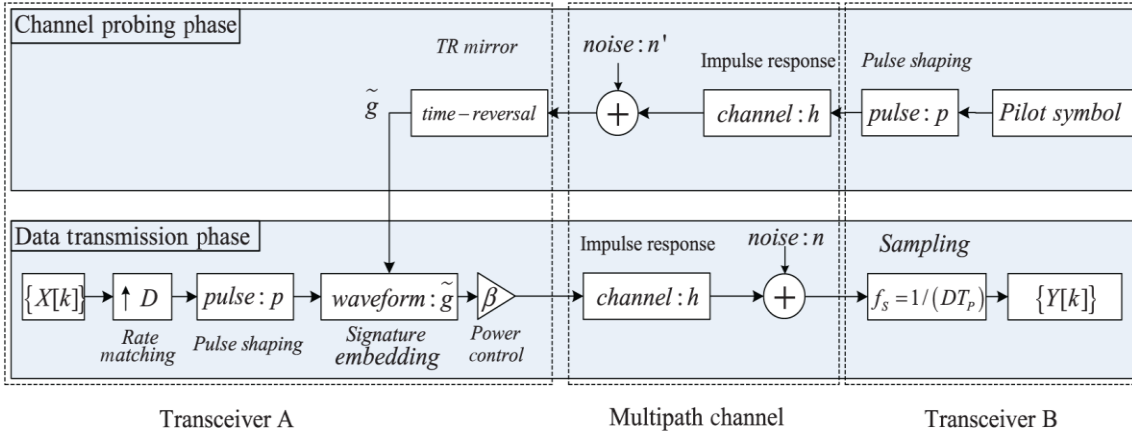 Channel probing phase
TR mirror
noise: n'
Impulse response
Pulse shaping
g̃
time-reversal
+
channel: h
pulse: p
Pilot symbol
Data transmission phase
Impulse response
noise: n
Sampling
{X[k]}
↑ D
pulse: p
waveform: g̃
β
channel: h
+
f_S = 1/(DT_P)
{Y[k]}
Rate
matching
Pulse shaping
Signature
embedding
Power
control
Transceiver A
Multipath channel
Transceiver B